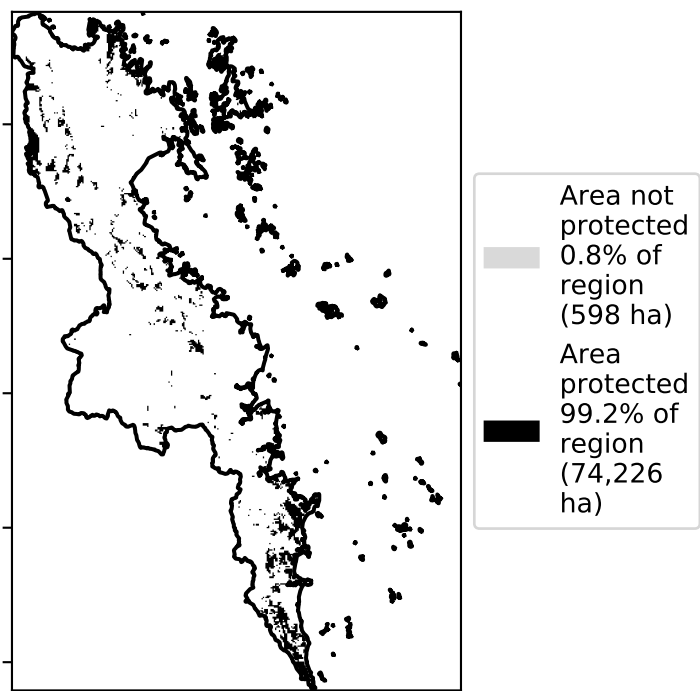 Area not
protected
0.8% of
region
(598 ha)
Area
protected
99.2% of
region
(74,226
ha)